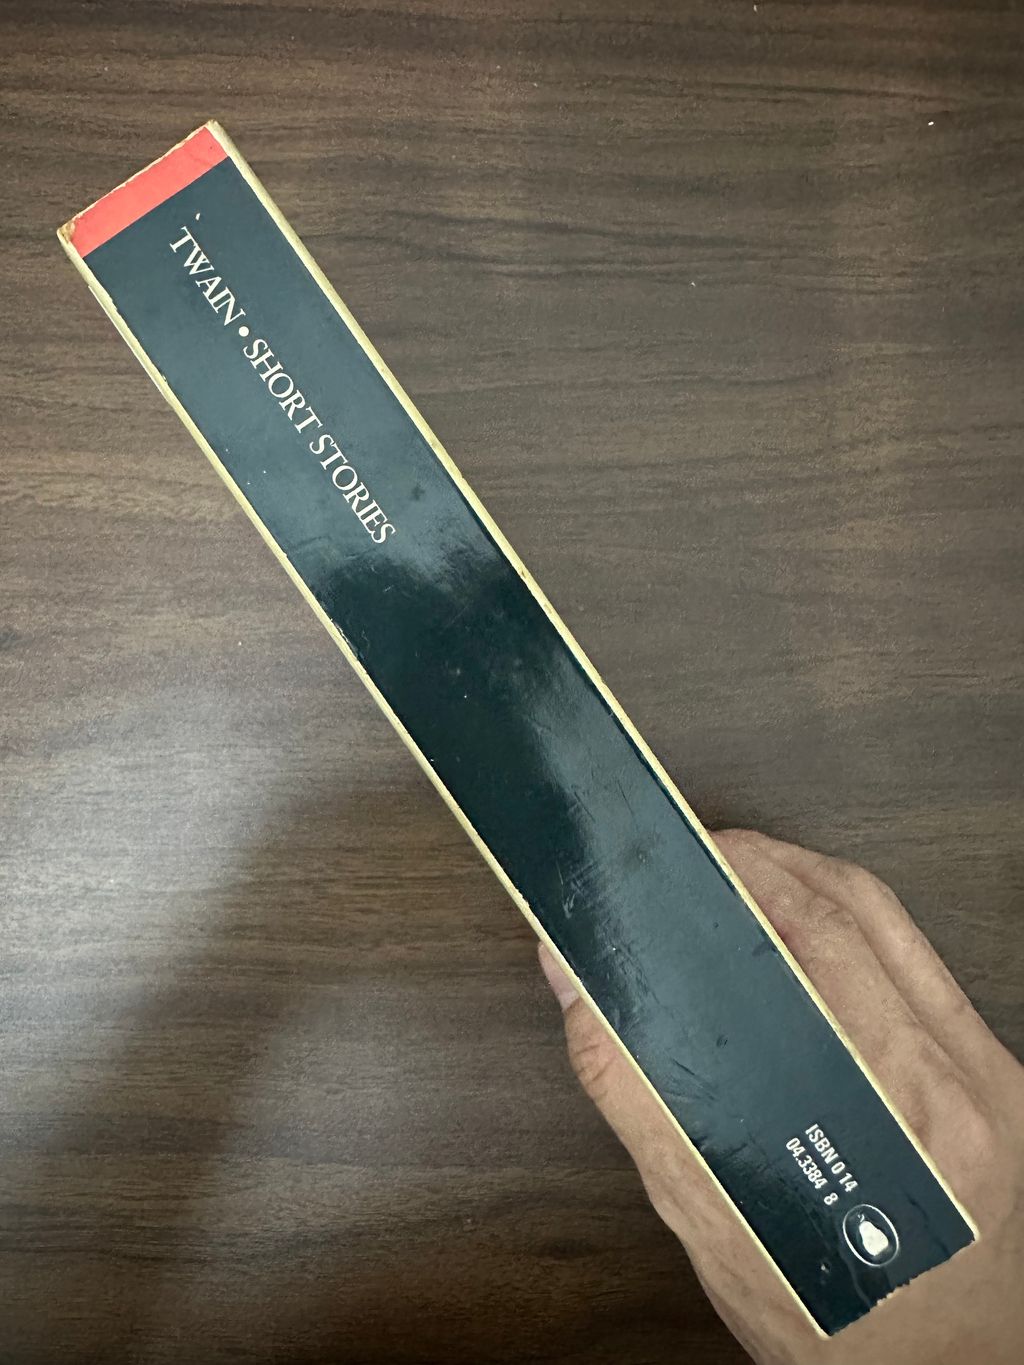 TWAIN • SHORT STORIES
ISBN 0 14
04.3384 8